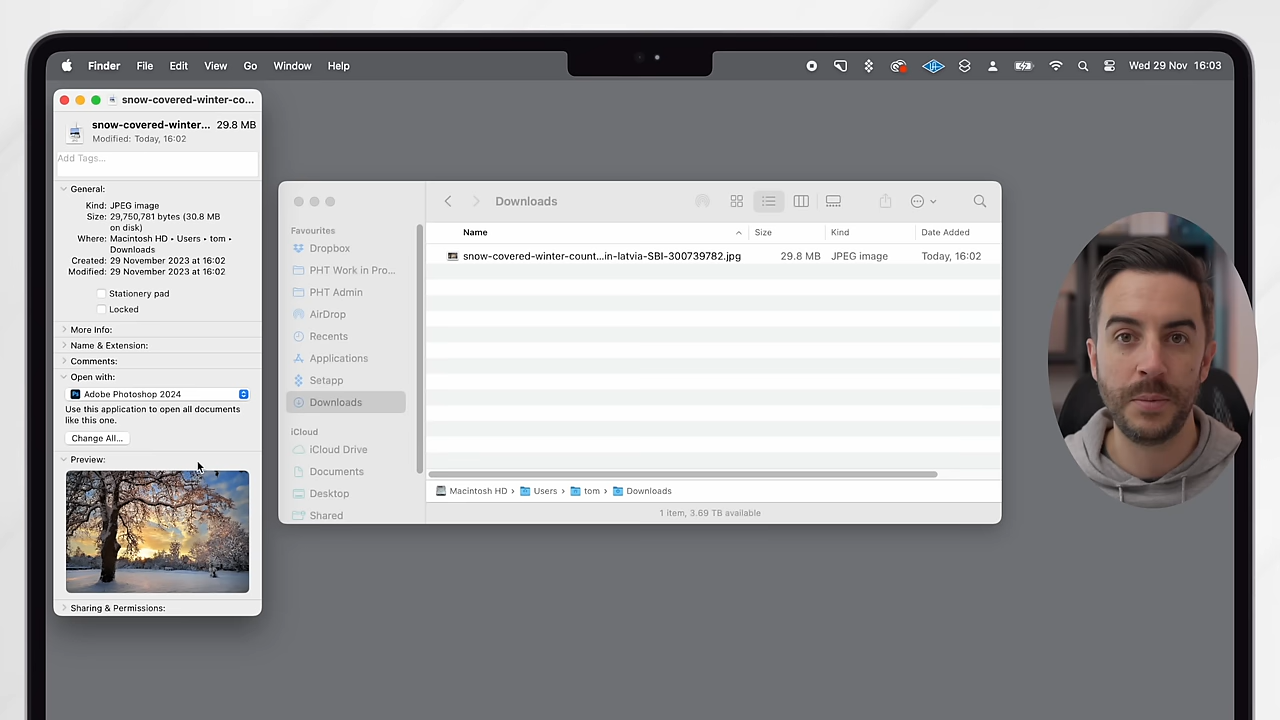 Finder File Edit View Go Window Help
Wed 29 Nov 16:03
snow-covered-winter-co...
snow-covered-winter... 29.8 MB
Modified: Today, 16:02
Add Tags...
General:
Kind: JPEG image
Size: 29,750,781 bytes (30.8 MB
on disk)
Where: Macintosh HD • Users • tom •
Downloads
Created: 29 November 2023 at 16:02
Modified: 29 November 2023 at 16:02
Stationery pad
Locked
More Info:
Name & Extension:
Comments:
Open with:
Adobe Photoshop 2024
Use this application to open all documents
like this one.
Change All...
Preview:
Sharing & Permissions:
Favourites
Dropbox
PHT Work in Pro...
PHT Admin
AirDrop
Recents
Applications
Setapp
Downloads
iCloud
iCloud Drive
Documents
Desktop
Shared
Downloads
Name Size Kind Date Added
snow-covered-winter-count...in-latvia-SBI-300739782.jpg 29.8 MB JPEG image Today, 16:02
Macintosh HD › Users › tom › Downloads
1 item, 3.69 TB available